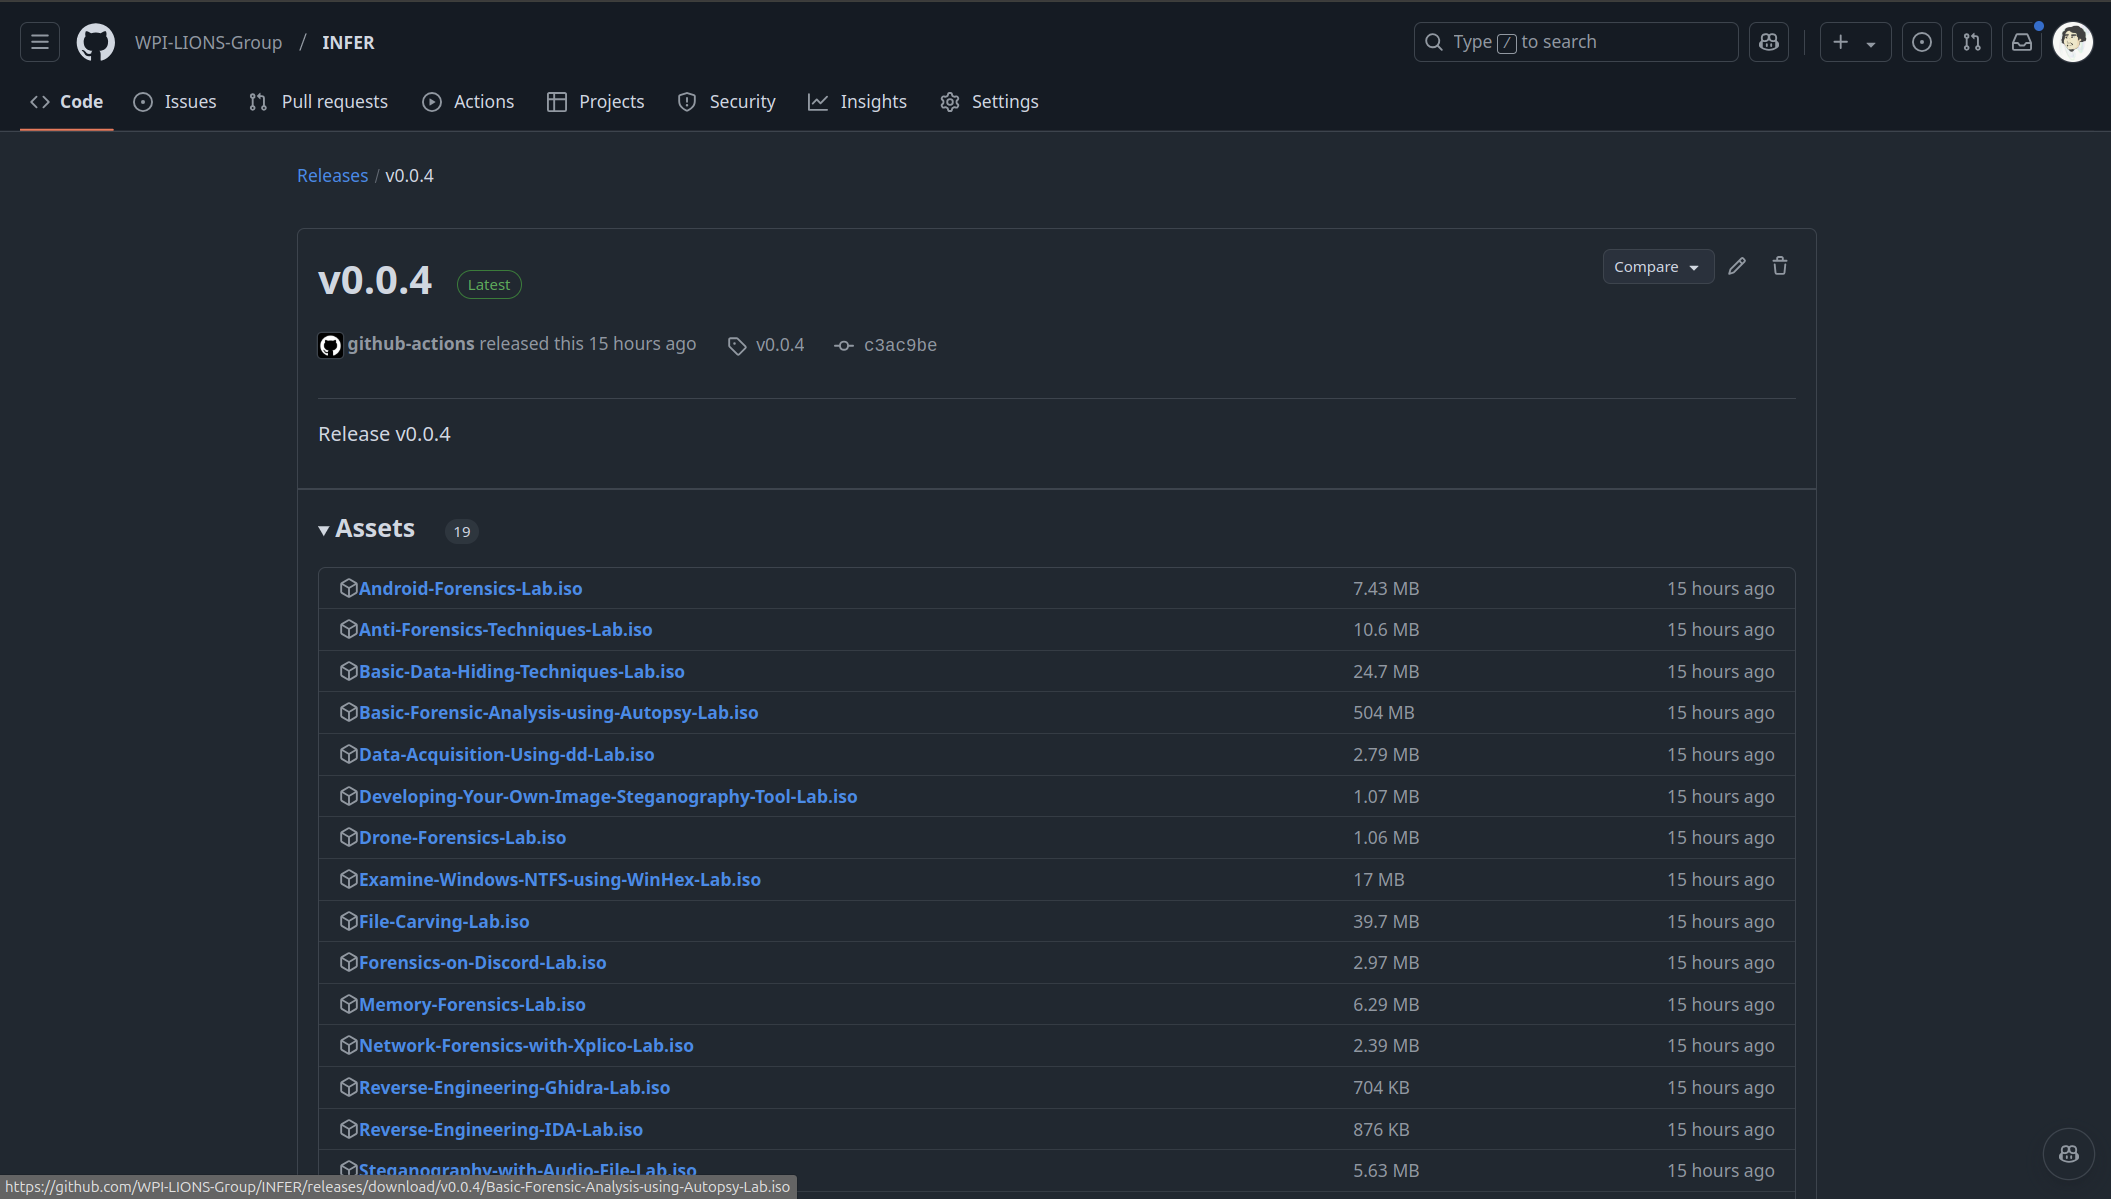 WPI-LIONS-Group / INFER
Type / to search
Code Issues Pull requests Actions Projects Security Insights Settings
Releases / v0.0.4
v0.0.4 Latest
Compare
github-actions released this 15 hours ago v0.0.4 c3ac9be
Release v0.0.4
Assets 19
Android-Forensics-Lab.iso 7.43 MB 15 hours ago
Anti-Forensics-Techniques-Lab.iso 10.6 MB 15 hours ago
Basic-Data-Hiding-Techniques-Lab.iso 24.7 MB 15 hours ago
Basic-Forensic-Analysis-using-Autopsy-Lab.iso 504 MB 15 hours ago
Data-Acquisition-Using-dd-Lab.iso 2.79 MB 15 hours ago
Developing-Your-Own-Image-Steganography-Tool-Lab.iso 1.07 MB 15 hours ago
Drone-Forensics-Lab.iso 1.06 MB 15 hours ago
Examine-Windows-NTFS-using-WinHex-Lab.iso 17 MB 15 hours ago
File-Carving-Lab.iso 39.7 MB 15 hours ago
Forensics-on-Discord-Lab.iso 2.97 MB 15 hours ago
Memory-Forensics-Lab.iso 6.29 MB 15 hours ago
Network-Forensics-with-Xplico-Lab.iso 2.39 MB 15 hours ago
Reverse-Engineering-Ghidra-Lab.iso 704 KB 15 hours ago
Reverse-Engineering-IDA-Lab.iso 876 KB 15 hours ago
Steganography-with-Audio-File-Lab.iso 5.63 MB 15 hours ago
https://github.com/WPI-LIONS-Group/INFER/releases/download/v0.0.4/Basic-Forensic-Analysis-using-Autopsy-Lab.iso